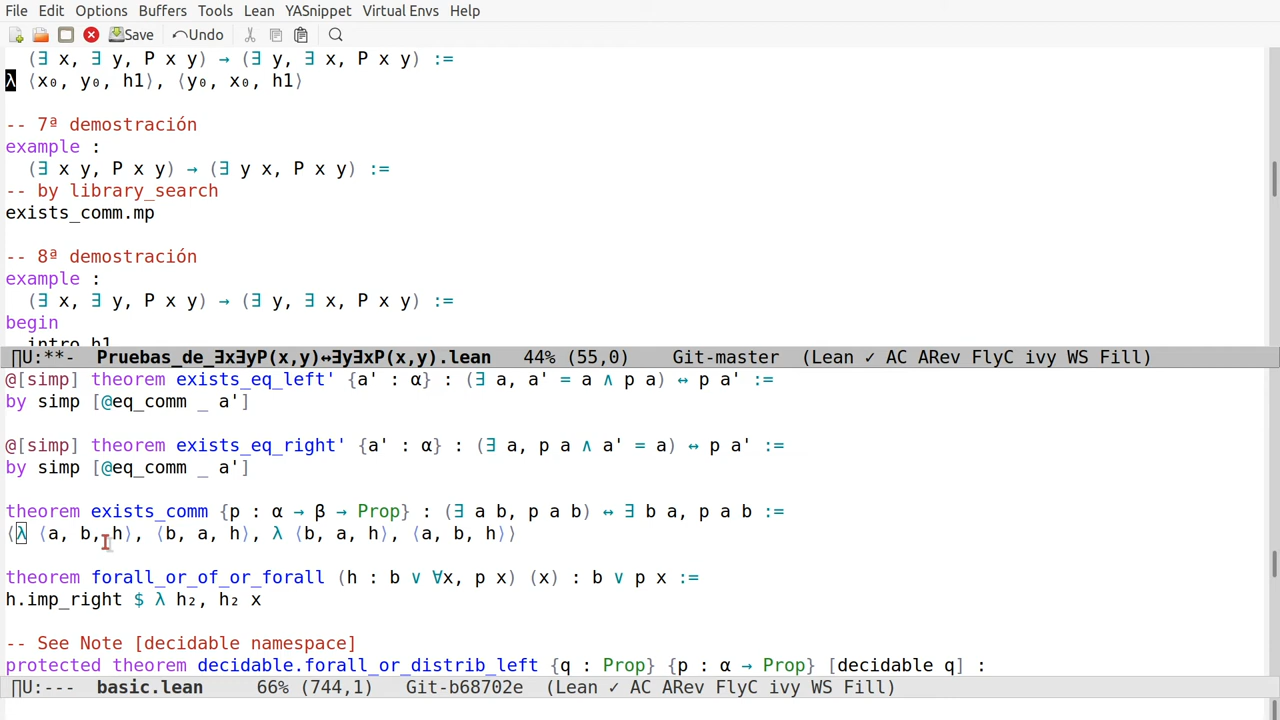 File Edit Options Buffers Tools Lean YASnippet Virtual Envs Help
Save Undo
(∃ x, ∃ y, P x y) → (∃ y, ∃ x, P x y) :=
λ ⟨x₀, y₀, h1⟩, ⟨y₀, x₀, h1⟩
-- 7ª demostración
example :
(∃ x y, P x y) → (∃ y x, P x y) :=
-- by library_search
exists_comm.mp
-- 8ª demostración
example :
(∃ x, ∃ y, P x y) → (∃ y, ∃ x, P x y) :=
begin
intro h1
∏U:**- Pruebas_de_∃x∃yP(x,y)↔∃y∃xP(x,y).lean 44% (55,0) Git-master (Lean ✓ AC ARev FlyC ivy WS Fill)
@[simp] theorem exists_eq_left' {a' : α} : (∃ a, a' = a ∧ p a) ↔ p a' :=
by simp [@eq_comm _ a']
@[simp] theorem exists_eq_right' {a' : α} : (∃ a, p a ∧ a' = a) ↔ p a' :=
by simp [@eq_comm _ a']
theorem exists_comm {p : α → β → Prop} : (∃ a b, p a b) ↔ ∃ b a, p a b :=
⟨λ ⟨a, b, h⟩, ⟨b, a, h⟩, λ ⟨b, a, h⟩, ⟨a, b, h⟩⟩
theorem forall_or_of_or_forall (h : b ∨ ∀x, p x) (x) : b ∨ p x :=
h.imp_right $ λ h₂, h₂ x
-- See Note [decidable namespace]
protected theorem decidable.forall_or_distrib_left {q : Prop} {p : α → Prop} [decidable q] :
∏U:--- basic.lean 66% (744,1) Git-b68702e (Lean ✓ AC ARev FlyC ivy WS Fill)